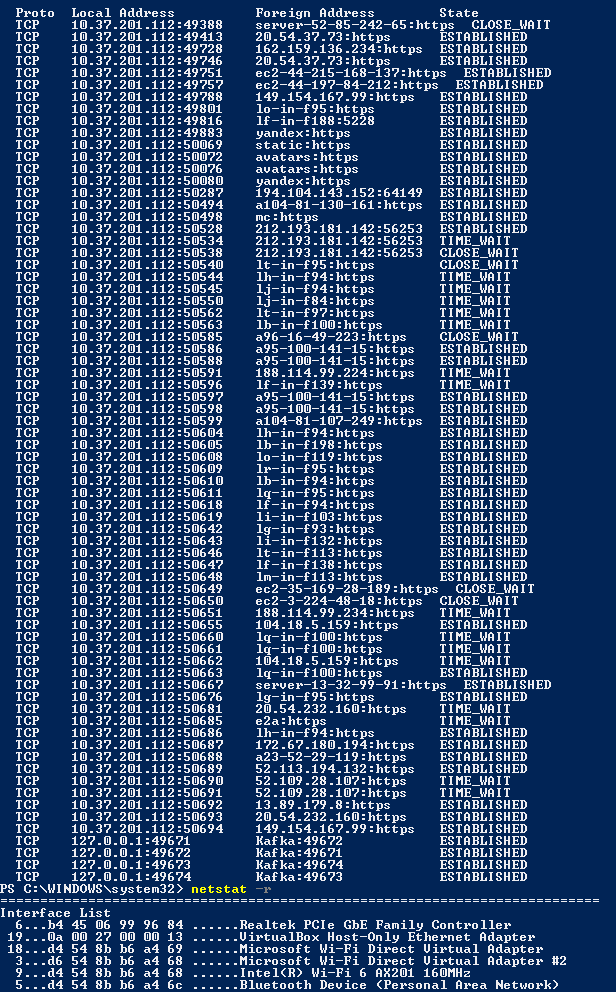 Proto  Local Address          Foreign Address        State
TCP    10.37.201.112:49388    server-52-85-242-65:https  CLOSE_WAIT
TCP    10.37.201.112:49413    20.54.37.73:https      ESTABLISHED
TCP    10.37.201.112:49728    162.159.136.234:https  ESTABLISHED
TCP    10.37.201.112:49746    20.54.37.73:https      ESTABLISHED
TCP    10.37.201.112:49751    ec2-44-215-168-137:https  ESTABLISHED
TCP    10.37.201.112:49757    ec2-44-197-84-212:https  ESTABLISHED
TCP    10.37.201.112:49788    149.154.167.99:https   ESTABLISHED
TCP    10.37.201.112:49801    lo-in-f95:https        ESTABLISHED
TCP    10.37.201.112:49816    lf-in-f188:5228        ESTABLISHED
TCP    10.37.201.112:49883    yandex:https           ESTABLISHED
TCP    10.37.201.112:50069    static:https           ESTABLISHED
TCP    10.37.201.112:50072    avatars:https          ESTABLISHED
TCP    10.37.201.112:50076    avatars:https          ESTABLISHED
TCP    10.37.201.112:50080    yandex:https           ESTABLISHED
TCP    10.37.201.112:50287    194.104.143.152:64149  ESTABLISHED
TCP    10.37.201.112:50494    a104-81-130-161:https  ESTABLISHED
TCP    10.37.201.112:50498    mc:https               ESTABLISHED
TCP    10.37.201.112:50528    212.193.181.142:56253  ESTABLISHED
TCP    10.37.201.112:50534    212.193.181.142:56253  TIME_WAIT
TCP    10.37.201.112:50538    212.193.181.142:56253  CLOSE_WAIT
TCP    10.37.201.112:50540    lt-in-f95:https        CLOSE_WAIT
TCP    10.37.201.112:50544    lh-in-f94:https        TIME_WAIT
TCP    10.37.201.112:50545    lj-in-f94:https        TIME_WAIT
TCP    10.37.201.112:50550    lj-in-f84:https        TIME_WAIT
TCP    10.37.201.112:50562    lt-in-f97:https        TIME_WAIT
TCP    10.37.201.112:50563    lb-in-f100:https       TIME_WAIT
TCP    10.37.201.112:50585    a96-16-49-223:https    CLOSE_WAIT
TCP    10.37.201.112:50586    a95-100-141-15:https   ESTABLISHED
TCP    10.37.201.112:50588    a95-100-141-15:https   ESTABLISHED
TCP    10.37.201.112:50591    188.114.99.224:https   TIME_WAIT
TCP    10.37.201.112:50596    lf-in-f139:https       TIME_WAIT
TCP    10.37.201.112:50597    a95-100-141-15:https   ESTABLISHED
TCP    10.37.201.112:50598    a95-100-141-15:https   ESTABLISHED
TCP    10.37.201.112:50599    a104-81-107-249:https  ESTABLISHED
TCP    10.37.201.112:50604    lh-in-f94:https        ESTABLISHED
TCP    10.37.201.112:50605    lb-in-f198:https       ESTABLISHED
TCP    10.37.201.112:50608    lo-in-f119:https       ESTABLISHED
TCP    10.37.201.112:50609    lr-in-f95:https        ESTABLISHED
TCP    10.37.201.112:50610    lb-in-f94:https        ESTABLISHED
TCP    10.37.201.112:50611    lq-in-f95:https        ESTABLISHED
TCP    10.37.201.112:50618    lf-in-f94:https        ESTABLISHED
TCP    10.37.201.112:50619    li-in-f103:https       ESTABLISHED
TCP    10.37.201.112:50642    lg-in-f93:https        ESTABLISHED
TCP    10.37.201.112:50643    li-in-f132:https       ESTABLISHED
TCP    10.37.201.112:50646    lt-in-f113:https       ESTABLISHED
TCP    10.37.201.112:50647    lf-in-f138:https       ESTABLISHED
TCP    10.37.201.112:50648    lm-in-f113:https       ESTABLISHED
TCP    10.37.201.112:50649    ec2-35-169-28-189:https  CLOSE_WAIT
TCP    10.37.201.112:50650    ec2-3-224-48-18:https  CLOSE_WAIT
TCP    10.37.201.112:50651    188.114.99.234:https   TIME_WAIT
TCP    10.37.201.112:50655    104.18.5.159:https     ESTABLISHED
TCP    10.37.201.112:50660    lq-in-f100:https       TIME_WAIT
TCP    10.37.201.112:50661    lq-in-f100:https       TIME_WAIT
TCP    10.37.201.112:50662    104.18.5.159:https     TIME_WAIT
TCP    10.37.201.112:50663    lq-in-f100:https       ESTABLISHED
TCP    10.37.201.112:50667    server-13-32-99-91:https  ESTABLISHED
TCP    10.37.201.112:50676    lg-in-f95:https        ESTABLISHED
TCP    10.37.201.112:50681    20.54.232.160:https    TIME_WAIT
TCP    10.37.201.112:50685    e2a:https              TIME_WAIT
TCP    10.37.201.112:50686    lh-in-f94:https        ESTABLISHED
TCP    10.37.201.112:50687    172.67.180.194:https   ESTABLISHED
TCP    10.37.201.112:50688    a23-52-29-119:https    ESTABLISHED
TCP    10.37.201.112:50689    52.113.194.132:https   ESTABLISHED
TCP    10.37.201.112:50690    52.109.28.107:https    TIME_WAIT
TCP    10.37.201.112:50691    52.109.28.107:https    TIME_WAIT
TCP    10.37.201.112:50692    13.89.179.8:https      ESTABLISHED
TCP    10.37.201.112:50693    20.54.232.160:https    ESTABLISHED
TCP    10.37.201.112:50694    149.154.167.99:https   ESTABLISHED
TCP    127.0.0.1:49671        Kafka:49672            ESTABLISHED
TCP    127.0.0.1:49672        Kafka:49671            ESTABLISHED
TCP    127.0.0.1:49673        Kafka:49674            ESTABLISHED
TCP    127.0.0.1:49674        Kafka:49673            ESTABLISHED
PS C:\WINDOWS\system32> netstat -r
===========================================================================
Interface List
6...b4 45 06 99 96 84 ......Realtek PCIe GbE Family Controller
19...0a 00 27 00 00 13 ......VirtualBox Host-Only Ethernet Adapter
18...d4 54 8b b6 a4 69 ......Microsoft Wi-Fi Direct Virtual Adapter
3...d6 54 8b b6 a4 68 ......Microsoft Wi-Fi Direct Virtual Adapter #2
9...d4 54 8b b6 a4 68 ......Intel(R) Wi-Fi 6 AX201 160MHz
5...d4 54 8b b6 a4 6c ......Bluetooth Device (Personal Area Network)